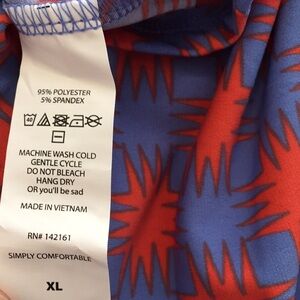 95% POLYESTER
5% SPANDEX
MACHINE WASH COLD
GENTLE CYCLE
DO NOT BLEACH
HANG DRY
OR you'll be sad
MADE IN VIETNAM
RN# 142161
SIMPLY COMFORTABLE
XL